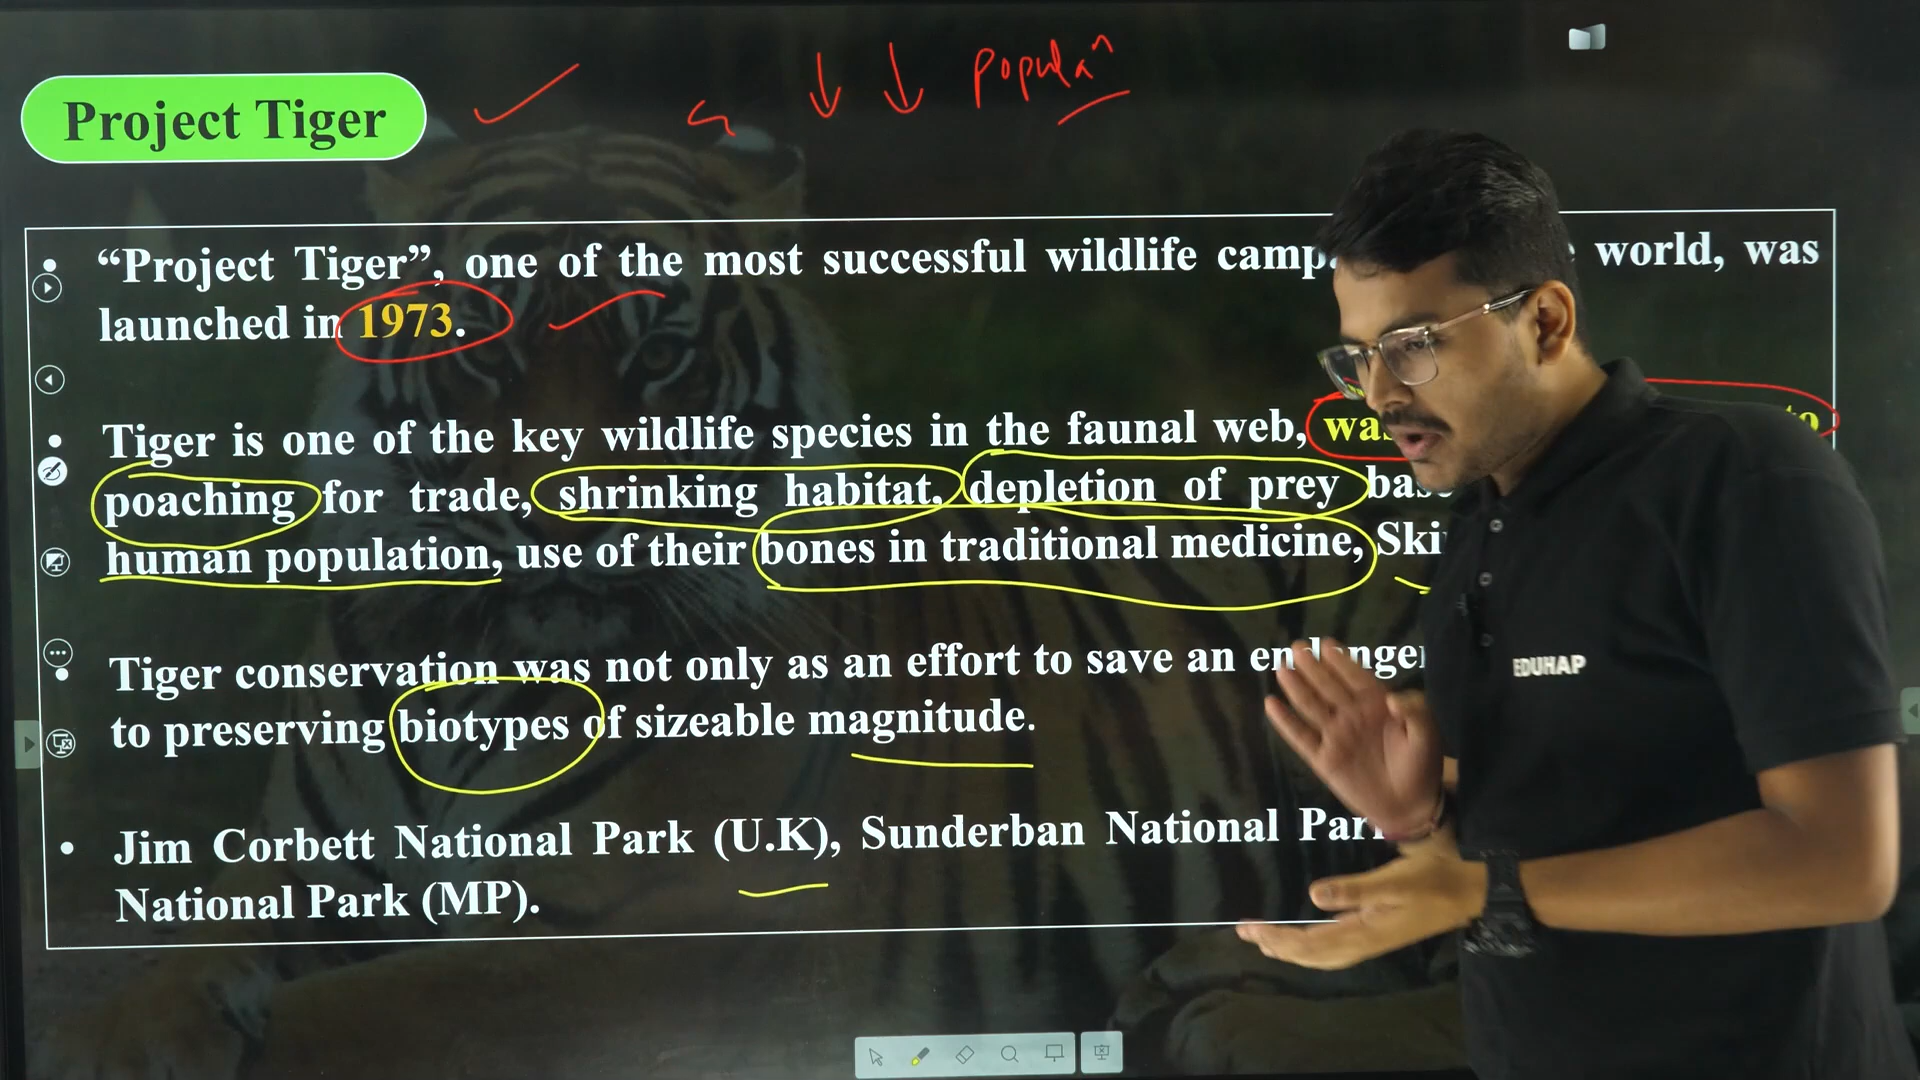 Project Tiger
↓ ↓ Populaⁿ
“Project Tiger”, one of the most successful wildlife world, was
launched in 1973.
Tiger is one of the key wildlife species in the faunal web, to
poaching for trade, shrinking habitat, depletion of prey
human population, use of their bones in traditional medicine,
Tiger conservation was not only as an effort to save an
to preserving biotypes of sizeable magnitude.
Jim Corbett National Park (U.K), Sunderban National
National Park (MP).
EDUHAP